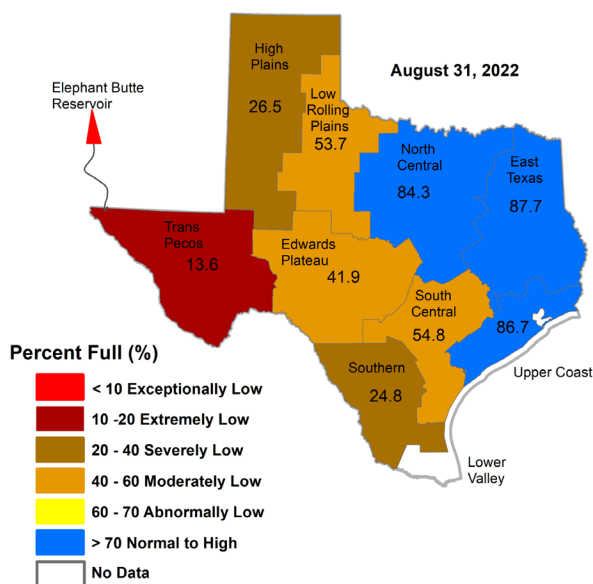 High
Plains
26.5
August 31, 2022
Elephant Butte
Reservoir
Low
Rolling
Plains
53.7
North
Central
84.3
East
Texas
87.7
Trans
Pecos
13.6
Edwards
Plateau
41.9
South
Central
54.8
86.7
Upper Coast
Southern
24.8
Lower
Valley
Percent Full (%)
< 10 Exceptionally Low
10 -20 Extremely Low
20 - 40 Severely Low
40 - 60 Moderately Low
60 - 70 Abnormally Low
> 70 Normal to High
No Data